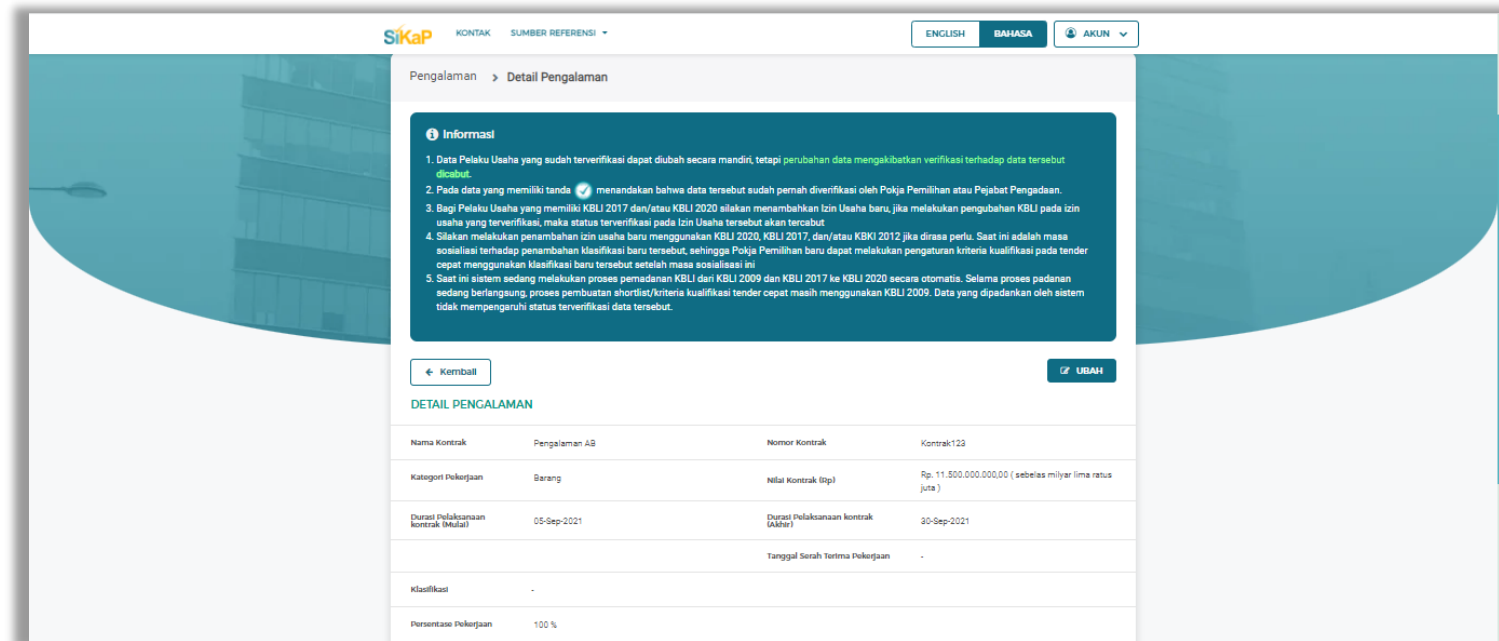 SiKaP KONTAK SUMBER REFERENSI ENGLISH BAHASA AKUN
Pengalaman > Detail Pengalaman
Informasi
1. Data Pelaku Usaha yang sudah terverifikasi dapat diubah secara mandiri, tetapi perubahan data mengakibatkan verifikasi terhadap data tersebut
dicabut.
2. Pada data yang memiliki tanda menandakan bahwa data tersebut sudah pernah diverifikasi oleh Pokja Pemilihan atau Pejabat Pengadaan.
3. Bagi Pelaku Usaha yang memiliki KBLI 2017 dan/atau KBLI 2020 silakan menambahkan Izin Usaha baru, jika melakukan pengubahan KBLI pada izin
usaha yang terverifikasi, maka status terverifikasi pada Izin Usaha tersebut akan tercabut
4. Silakan melakukan penambahan izin usaha baru menggunakan KBLI 2020, KBLI 2017, dan/atau KBKI 2012 jika dirasa perlu. Saat ini adalah masa
sosialiasi terhadap penambahan klasifikasi baru tersebut, sehingga Pokja Pemilihan baru dapat melakukan pengaturan kriteria kualifikasi pada tender
cepat menggunakan klasifikasi baru tersebut setelah masa sosialisasi ini
5. Saat ini sistem sedang melakukan proses pemadanan KBLI dari KBLI 2009 dan KBLI 2017 ke KBLI 2020 secara otomatis. Selama proses padanan
sedang berlangsung, proses pembuatan shortlist/kriteria kualifikasi tender cepat masih menggunakan KBLI 2009. Data yang dipadankan oleh sistem
tidak mempengaruhi status terverifikasi data tersebut.
Kembali UBAH
DETAIL PENGALAMAN
Nama Kontrak Pengalaman AB Nomor Kontrak Kontrak123
Kategori Pekerjaan Barang Nilai Kontrak (Rp) Rp. 11.500.000.000,00 ( sebelas milyar lima ratus
juta )
Durasi Pelaksanaan
kontrak (Mulai) 05-Sep-2021 Durasi Pelaksanaan kontrak
(Akhir) 30-Sep-2021
Tanggal Serah Terima Pekerjaan -
Klasifikasi -
Persentase Pekerjaan 100 %